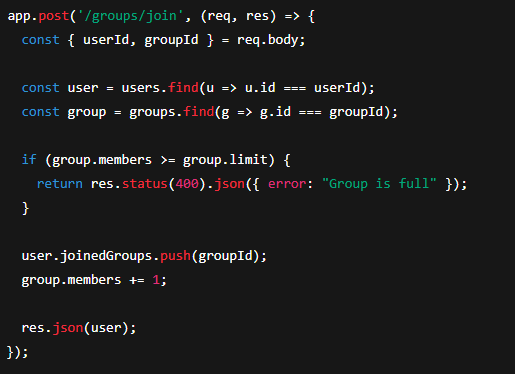 app.post('/groups/join', (req, res) => {
  const { userId, groupId } = req.body;

  const user = users.find(u => u.id === userId);
  const group = groups.find(g => g.id === groupId);

  if (group.members >= group.limit) {
    return res.status(400).json({ error: "Group is full" });
  }

  user.joinedGroups.push(groupId);
  group.members += 1;

  res.json(user);
});